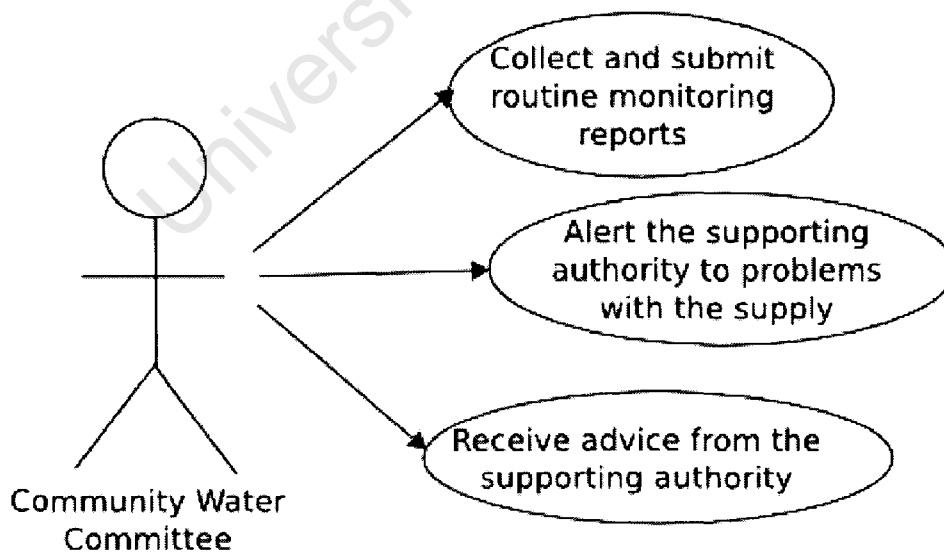 Universi
Collect and submit
routine monitoring
reports
Alert the supporting
authority to problems
with the supply
Receive advice from the
supporting authority
Community Water
Committee